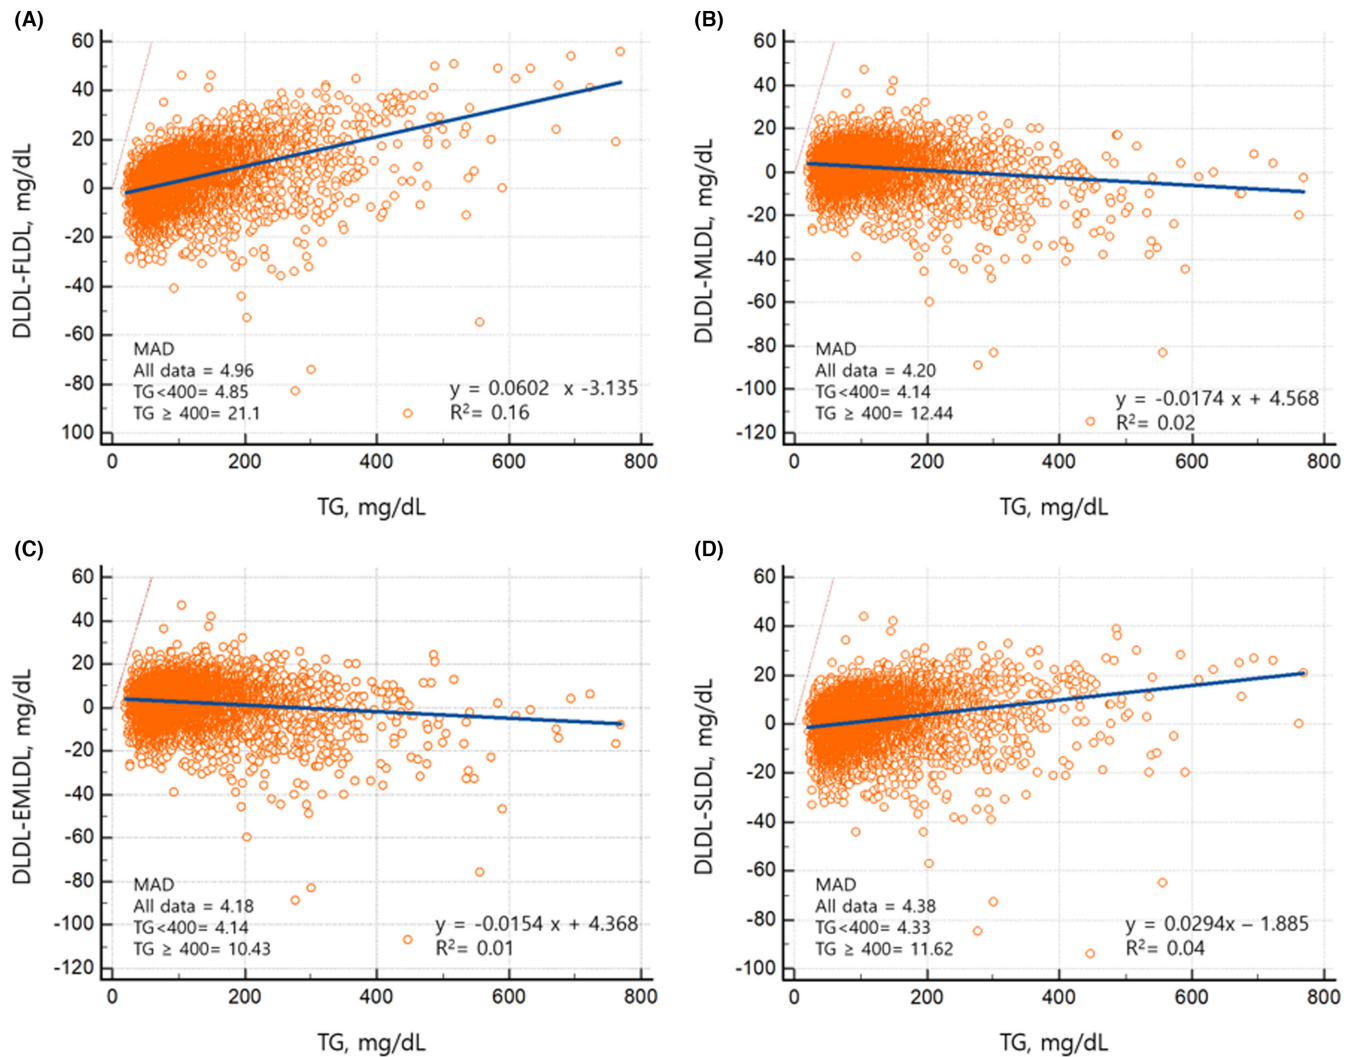 (A)
60
40
20
0
-20
-40
-60
-80
100
DLDL-FLDL, mg/dL
MAD
All data = 4.96
TG<400= 4.85
TG ≥ 400= 21.1
y = 0.0602 x -3.135
R²= 0.16
0 200 400 600 800
TG, mg/dL
(B)
60
40
20
0
-20
-40
-60
-80
-100
-120
DLDL-MLDL, mg/dL
MAD
All data = 4.20
TG<400= 4.14
TG ≥ 400= 12.44
y = -0.0174 x + 4.568
R²= 0.02
0 200 400 600 800
TG, mg/dL
(C)
60
40
20
0
-20
-40
-60
-80
-100
-120
DLDL-EMLDL, mg/dL
MAD
All data = 4.18
TG<400= 4.14
TG ≥ 400= 10.43
y = -0.0154 x + 4.368
R²= 0.01
0 200 400 600 800
TG, mg/dL
(D)
60
40
20
0
-20
-40
-60
-80
-100
DLDL-SLDL, mg/dL
MAD
All data = 4.38
TG<400= 4.33
TG ≥ 400= 11.62
y = 0.0294x − 1.885
R²= 0.04
0 200 400 600 800
TG, mg/dL